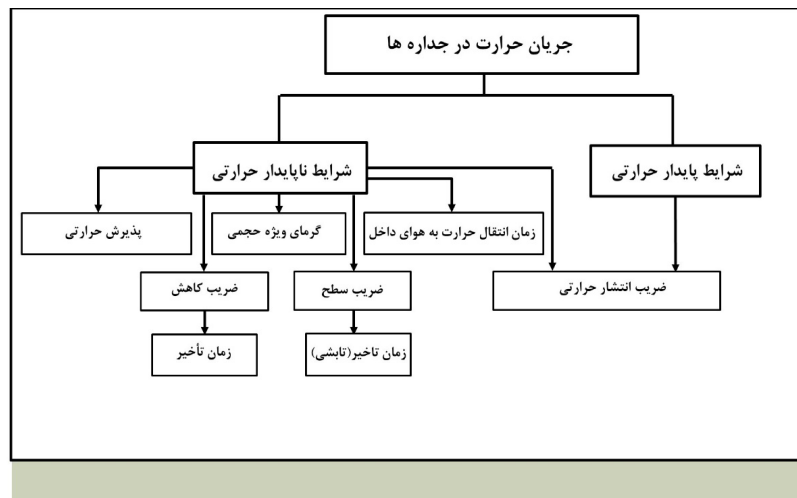 جریان حرارت در جداره ها
شرایط پایدار حرارتی
شرایط ناپایدار حرارتی
زمان انتقال حرارت به هوای داخل
گرمای ویژه حجمی
پذیرش حرارتی
ضریب انتشار حرارتی
ضریب سطح
ضریب کاهش
زمان تاخیر(تابشی)
زمان تأخیر